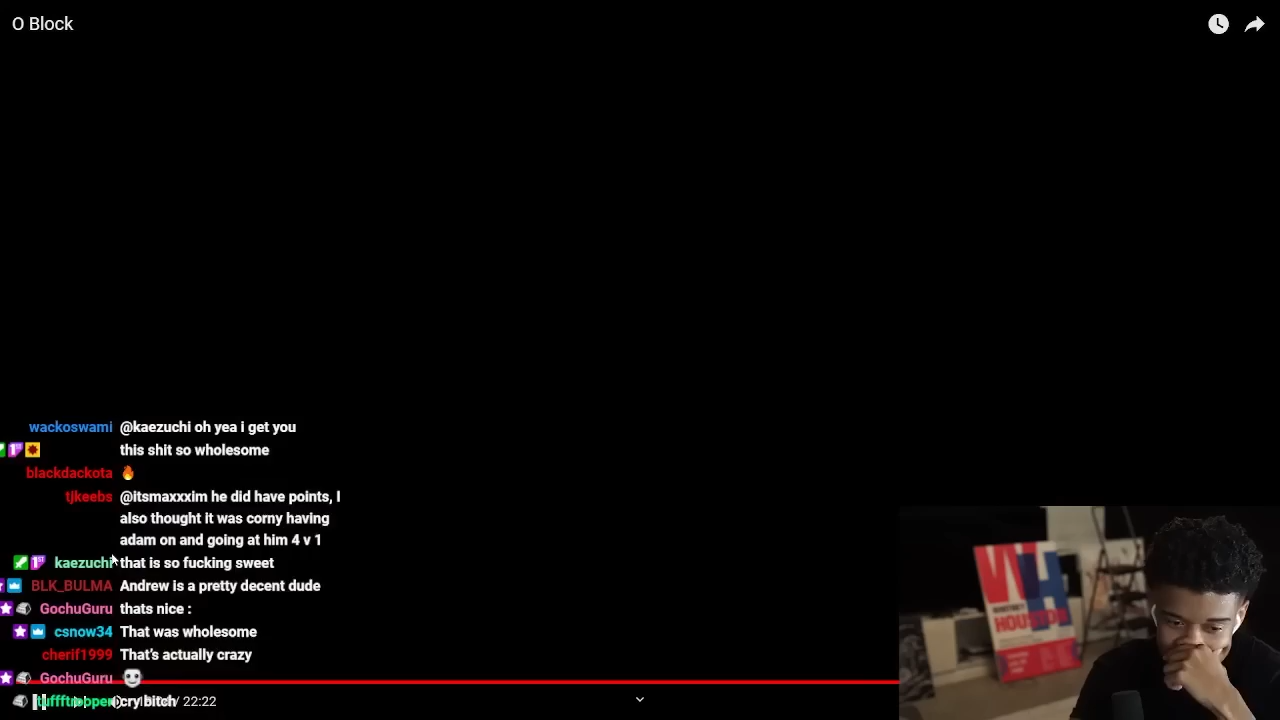 O Block
wackoswami @kaezuchi oh yea i get you
this shit so wholesome
blackdackota 🔥
tjkeebs @itsmaxxxim he did have points, I
also thought it was corny having
adam on and going at him 4 v 1
kaezuchi that is so fucking sweet
BLK_BULMA Andrew is a pretty decent dude
GochuGuru thats nice :
csnow34 That was wholesome
cherif1999 That's actually crazy
GochuGuru
cry bitch
/ 22:22
HOUSTON